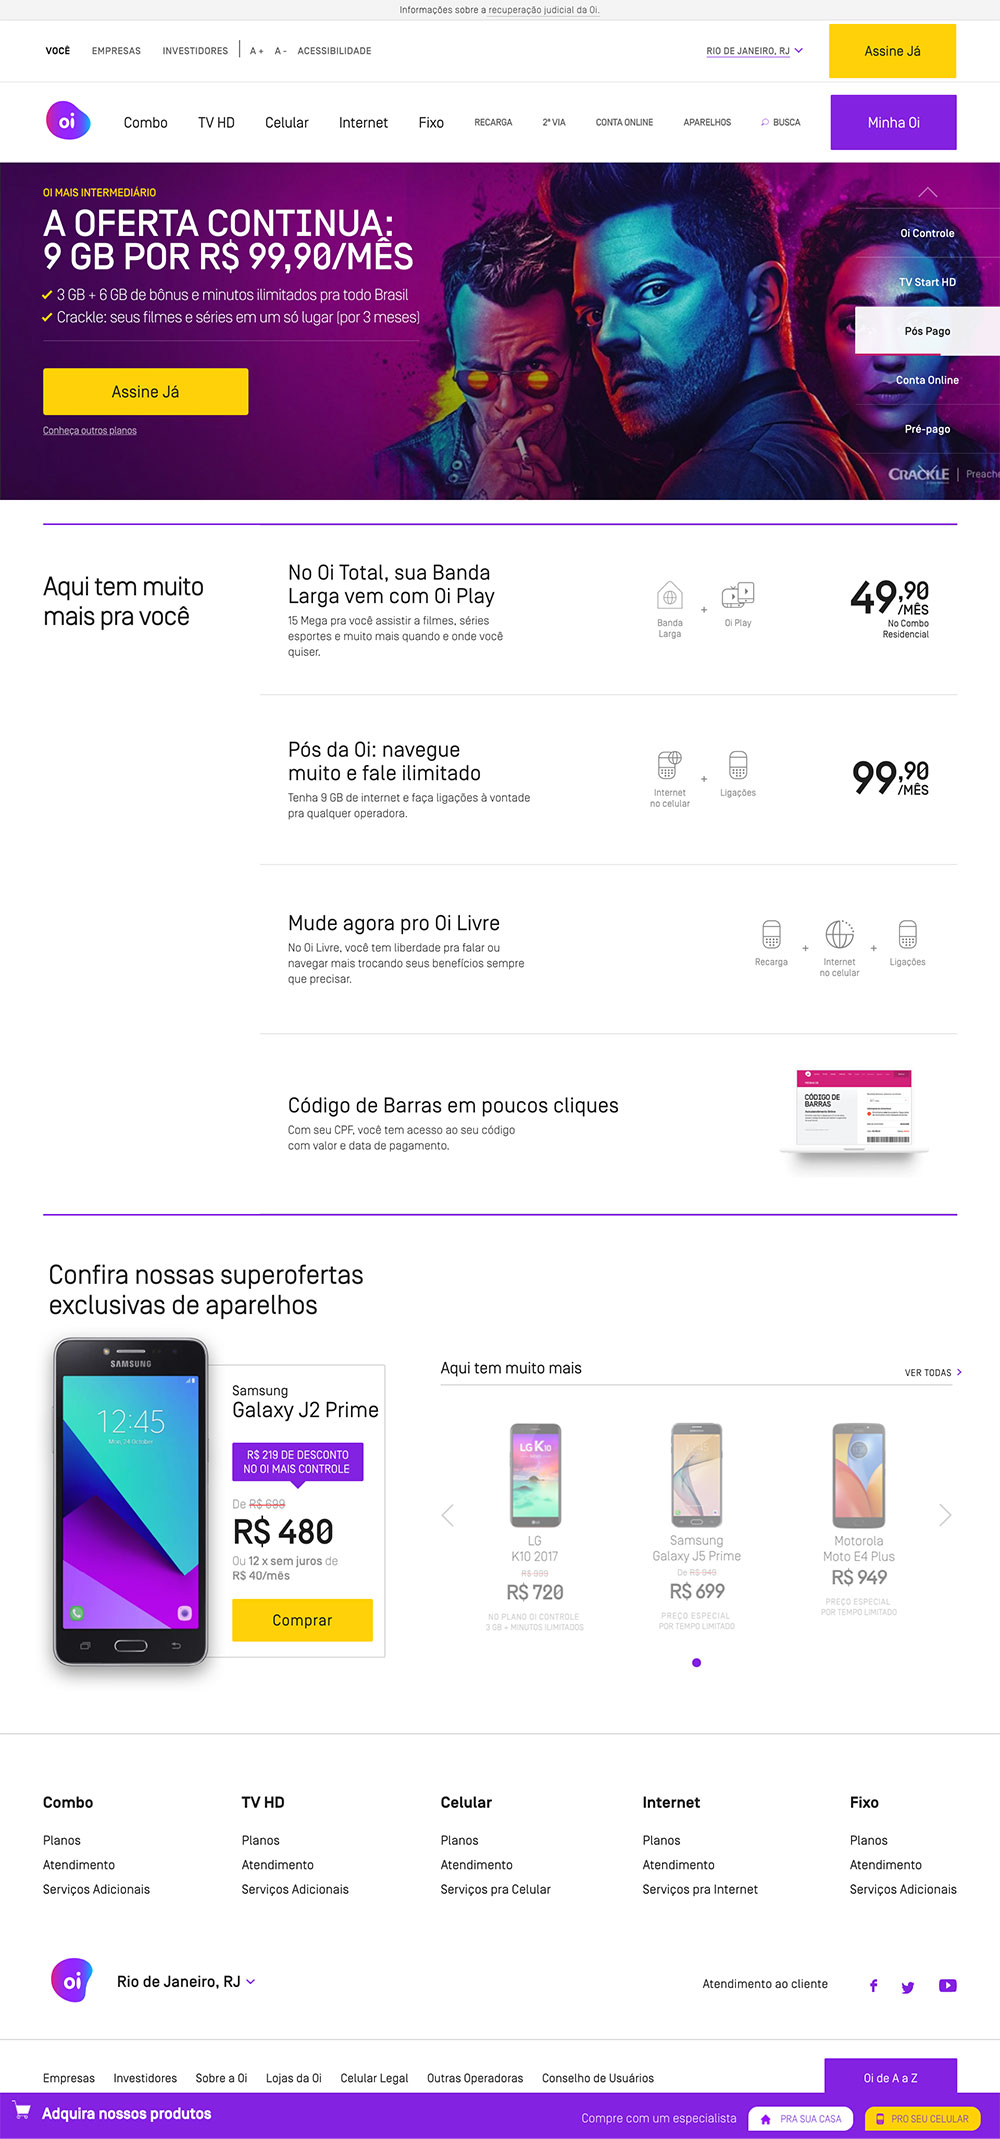 Informações sobre a recuperação judicial da Oi.
VOCÊ EMPRESAS INVESTIDORES A + A - ACESSIBILIDADE
RIO DE JANEIRO, RJ
Assine Já
oi
Combo TV HD Celular Internet Fixo RECARGA 2ª VIA CONTA ONLINE APARELHOS BUSCA
Minha Oi
OI MAIS INTERMEDIÁRIO
A OFERTA CONTINUA:
9 GB POR R$ 99,90/MÊS
3 GB + 6 GB de bônus e minutos ilimitados pra todo Brasil
Crackle: seus filmes e séries em um só lugar (por 3 meses)
Assine Já
Conheça outros planos
Oi Controle
TV Start HD
Pós Pago
Conta Online
Pré-pago
CRACKLE | Preache
Aqui tem muito
mais pra você
No Oi Total, sua Banda
Larga vem com Oi Play
15 Mega pra você assistir a filmes, séries
esportes e muito mais quando e onde você
quiser.
Banda
Larga
+
Oi Play
49,90
/MÊS
No Combo
Residencial
Pós da Oi: navegue
muito e fale ilimitado
Tenha 9 GB de internet e faça ligações à vontade
pra qualquer operadora.
Internet
no celular
+
Ligações
99,90
/MÊS
Mude agora pro Oi Livre
No Oi Livre, você tem liberdade pra falar ou
navegar mais trocando seus benefícios sempre
que precisar.
Recarga
+
Internet
no celular
+
Ligações
Código de Barras em poucos cliques
Com seu CPF, você tem acesso ao seu código
com valor e data de pagamento.
CÓDIGO DE
BARRAS
Confira nossas superofertas
exclusivas de aparelhos
SAMSUNG
12:45
Mon, 24 October
Samsung
Galaxy J2 Prime
R$ 219 DE DESCONTO
NO OI MAIS CONTROLE
De R$ 699
R$ 480
Ou 12 x sem juros de
R$ 40/mês
Comprar
Aqui tem muito mais
VER TODAS
LG K10
LG
K10 2017
R$ 999
R$ 720
NO PLANO OI CONTROLE
3 GB + MINUTOS ILIMITADOS
Samsung
Galaxy J5 Prime
De R$ 949
R$ 699
PREÇO ESPECIAL
POR TEMPO LIMITADO
Motorola
Moto E4 Plus
R$ 949
PREÇO ESPECIAL
POR TEMPO LIMITADO
Combo
Planos
Atendimento
Serviços Adicionais
TV HD
Planos
Atendimento
Serviços Adicionais
Celular
Planos
Atendimento
Serviços pra Celular
Internet
Planos
Atendimento
Serviços pra Internet
Fixo
Planos
Atendimento
Serviços Adicionais
oi
Rio de Janeiro, RJ
Atendimento ao cliente
Empresas Investidores Sobre a Oi Lojas da Oi Celular Legal Outras Operadoras Conselho de Usuários
Oi de A a Z
Adquira nossos produtos
Compre com um especialista
PRA SUA CASA
PRO SEU CELULAR